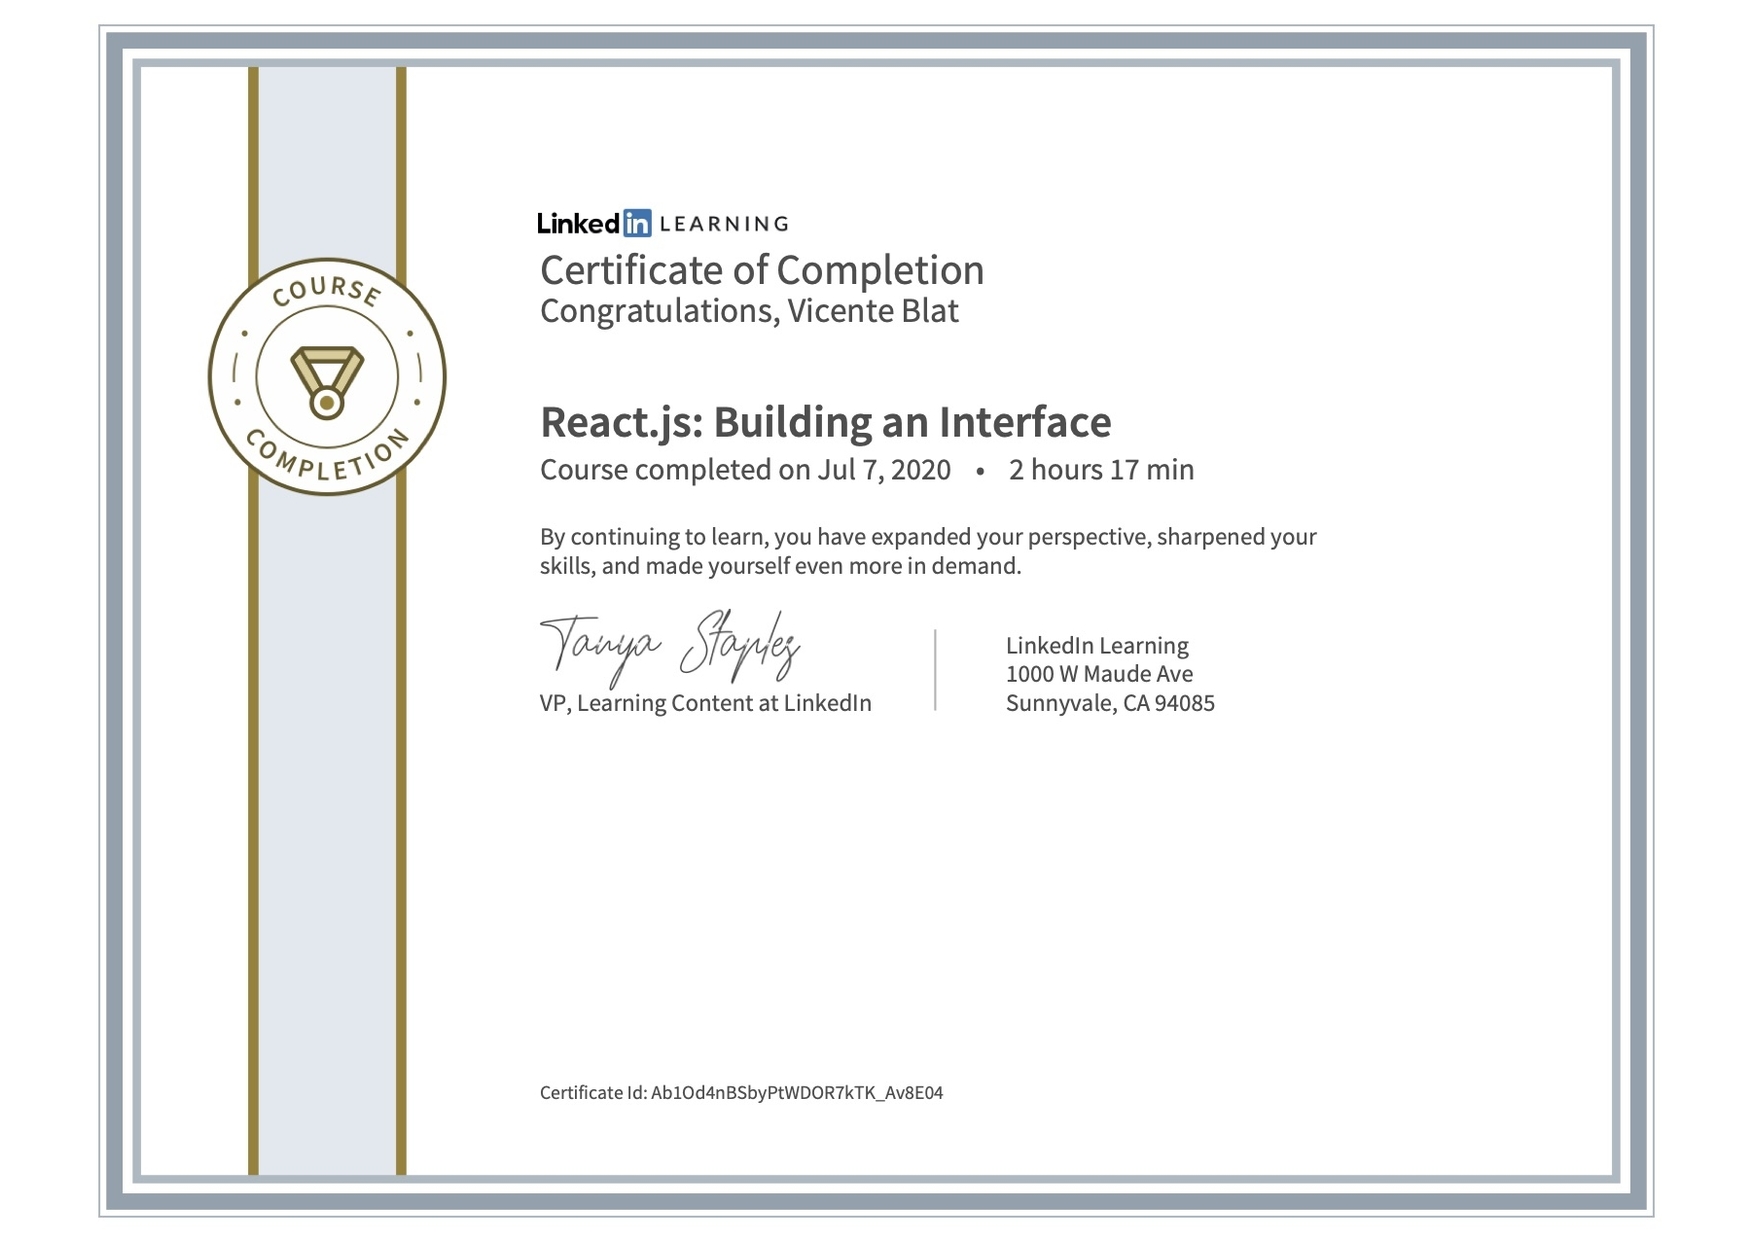 COURSE
COMPLETION
Linked in LEARNING
Certificate of Completion
Congratulations, Vicente Blat
React.js: Building an Interface
Course completed on Jul 7, 2020 • 2 hours 17 min
By continuing to learn, you have expanded your perspective, sharpened your
skills, and made yourself even more in demand.
Tanya Staples
VP, Learning Content at LinkedIn
LinkedIn Learning
1000 W Maude Ave
Sunnyvale, CA 94085
Certificate Id: Ab1Od4nBSbyPtWDOR7kTK_Av8E04